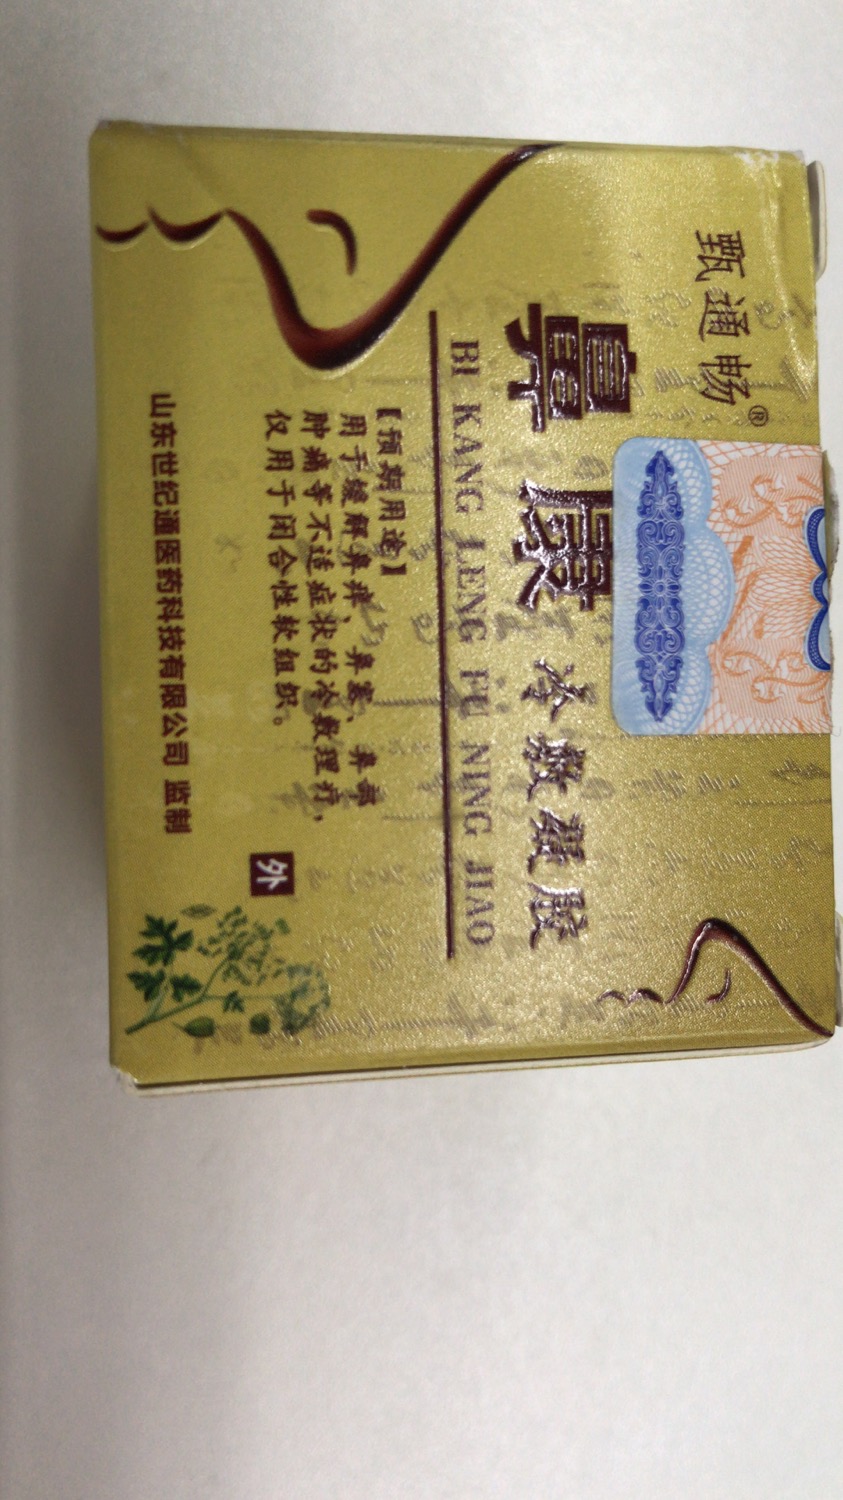 甄通畅®
鼻康冷敷凝胶
BI KANG LENG FU NING JIAO
【预期用途】
用于缓解鼻痒、鼻塞、鼻部
肿痛等不适症状的冷敷理疗，
仅用于闭合性软组织。
外
山东世纪通医药科技有限公司 监制